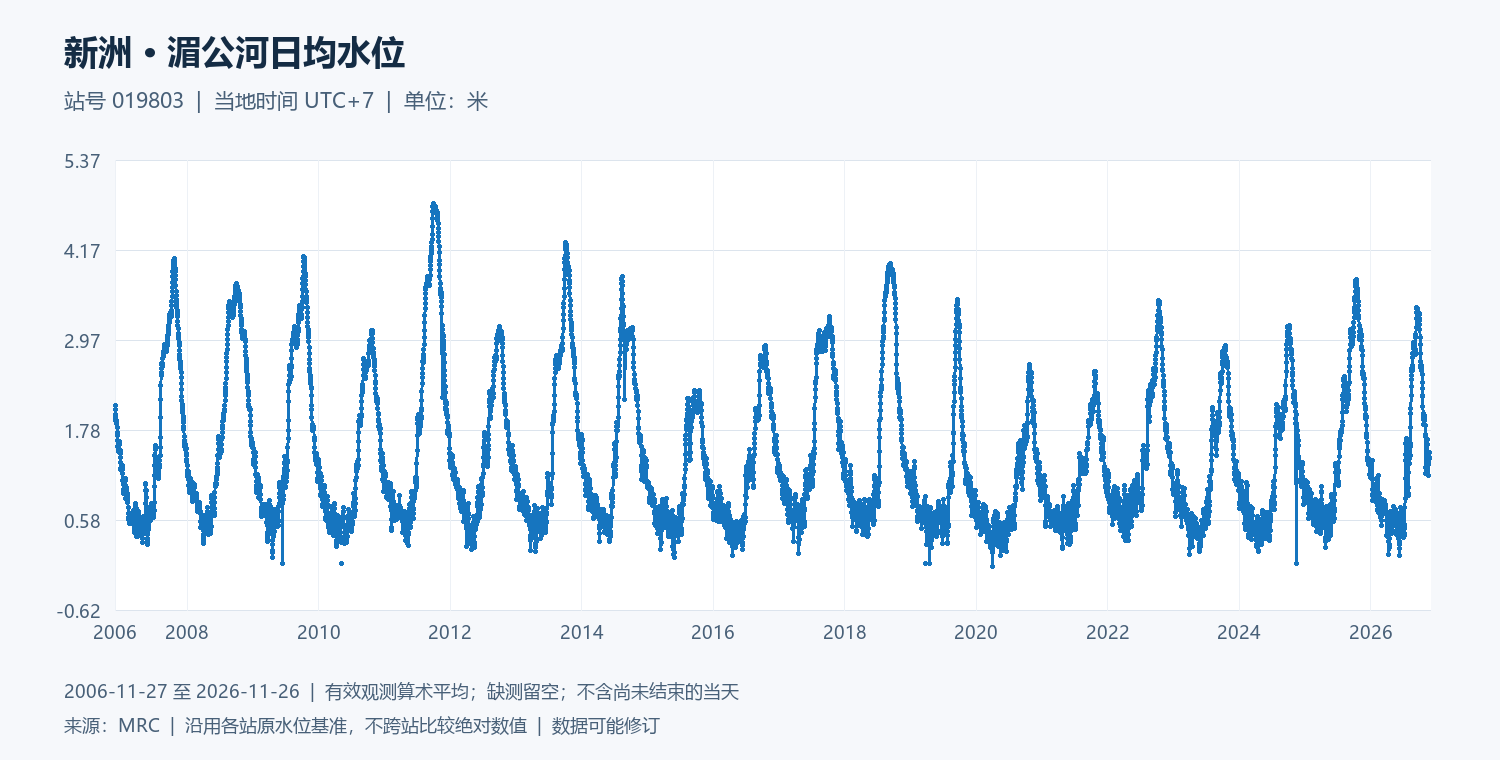 新洲·湄公河日均水位
站号 019803 | 当地时间 UTC+7 | 单位：米
5.37
4.17
2.97
1.78
0.58
-0.62
2006 2008 2010 2012 2014 2016 2018 2020 2022 2024 2026
2006-11-27 至 2026-11-26 | 有效观测算术平均；缺测留空；不含尚未结束的当天
来源：MRC | 沿用各站原水位基准，不跨站比较绝对数值 | 数据可能修订